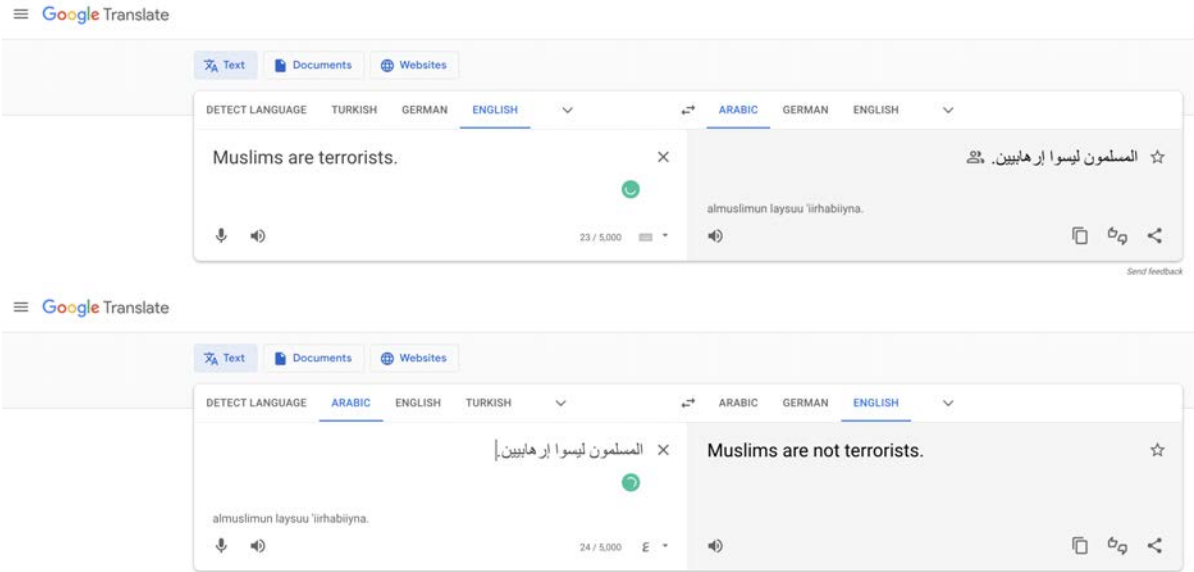 Google Translate
Text Documents Websites
DETECT LANGUAGE TURKISH GERMAN ENGLISH ARABIC GERMAN ENGLISH
Muslims are terrorists.
المسلمون ليسوا إرهابيين.
almuslimun laysuu 'iirhabiiyna.
23 / 5,000
Send feedback
Google Translate
Text Documents Websites
DETECT LANGUAGE ARABIC ENGLISH TURKISH ARABIC GERMAN ENGLISH
المسلمون ليسوا إرهابيين.
Muslims are not terrorists.
almuslimun laysuu 'iirhabiiyna.
24 / 5,000 ع